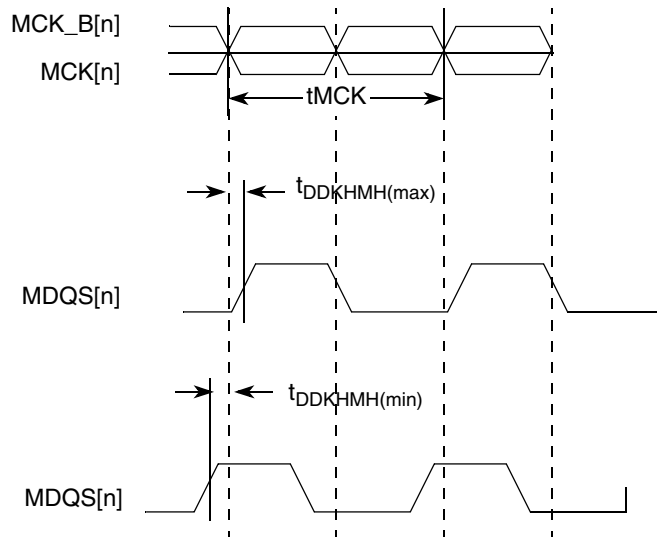 MCK_B[n]
MCK[n]
tMCK
tDDKHMH(max)
MDQS[n]
tDDKHMH(min)
MDQS[n]